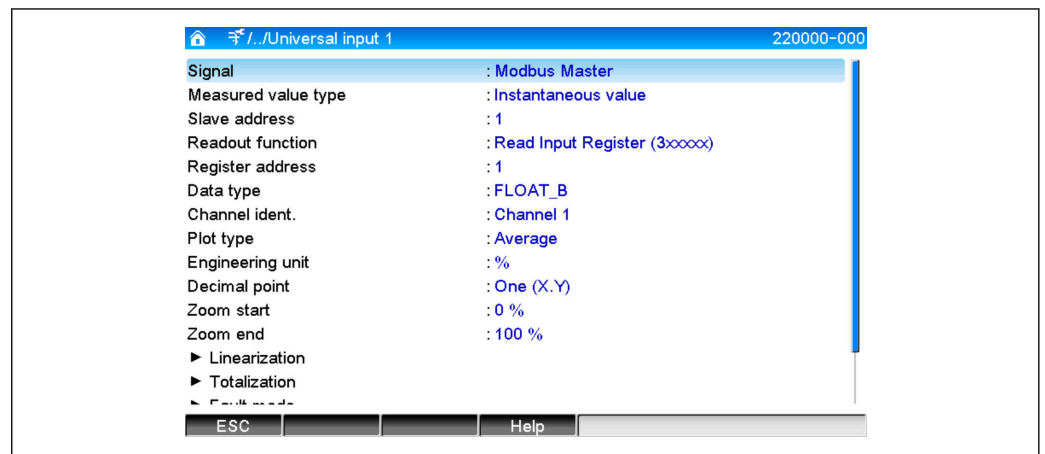 /../Universal input 1 220000-000
Signal : Modbus Master
Measured value type : Instantaneous value
Slave address : 1
Readout function : Read Input Register (3xxxxx)
Register address : 1
Data type : FLOAT_B
Channel ident. : Channel 1
Plot type : Average
Engineering unit : %
Decimal point : One (X.Y)
Zoom start : 0 %
Zoom end : 100 %
► Linearization
► Totalization
► Fault mode
ESC Help